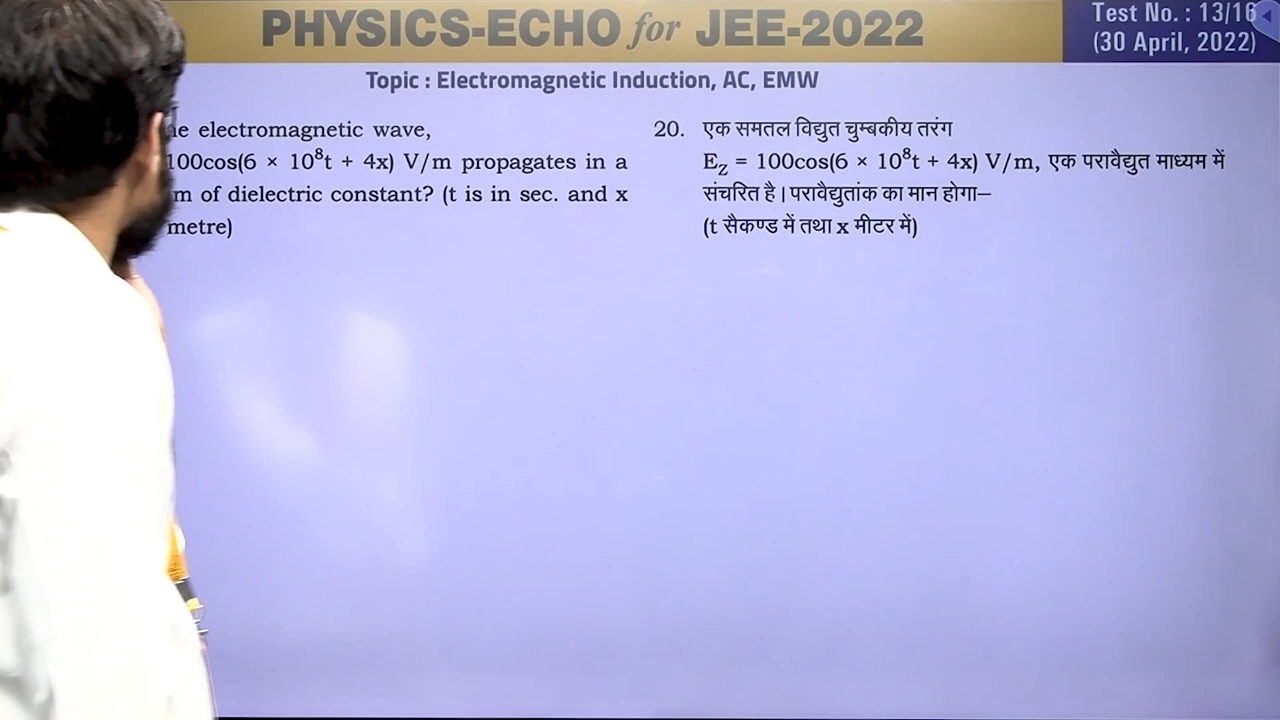 PHYSICS-ECHO for JEE-2022
Test No. : 13/16
(30 April, 2022)
Topic : Electromagnetic Induction, AC, EMW
electromagnetic wave,
100cos(6 × 10⁸t + 4x) V/m propagates in a
of dielectric constant? (t is in sec. and x
metre)
20. एक समतल विद्युत चुम्बकीय तरंग
E_Z = 100cos(6 × 10⁸t + 4x) V/m, एक परावैद्युत माध्यम में
संचरित है। परावैद्युतांक का मान होगा–
(t सैकण्ड में तथा x मीटर में)